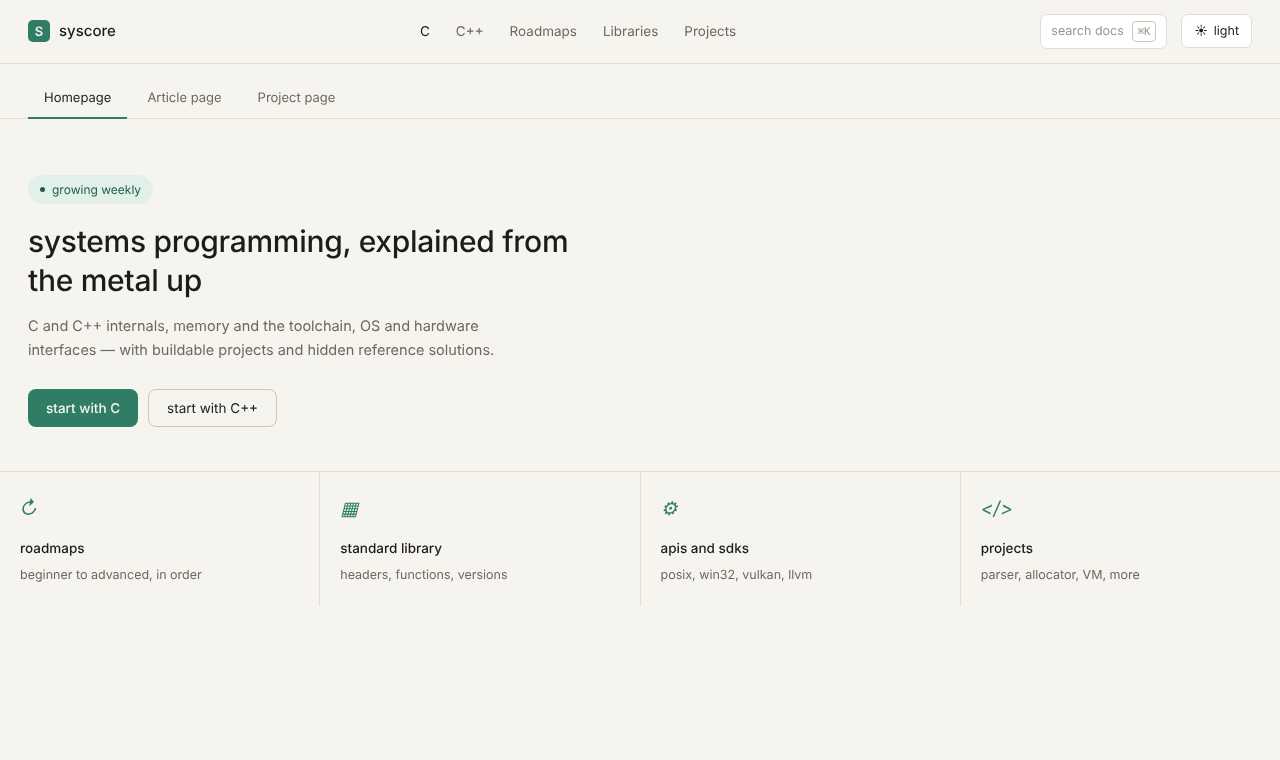 S syscore
C C++ Roadmaps Libraries Projects
search docs ⌘K
☀ light
Homepage Article page Project page
growing weekly
systems programming, explained from
the metal up
C and C++ internals, memory and the toolchain, OS and hardware
interfaces — with buildable projects and hidden reference solutions.
start with C start with C++
roadmaps
beginner to advanced, in order
standard library
headers, functions, versions
apis and sdks
posix, win32, vulkan, llvm
</>
projects
parser, allocator, VM, more